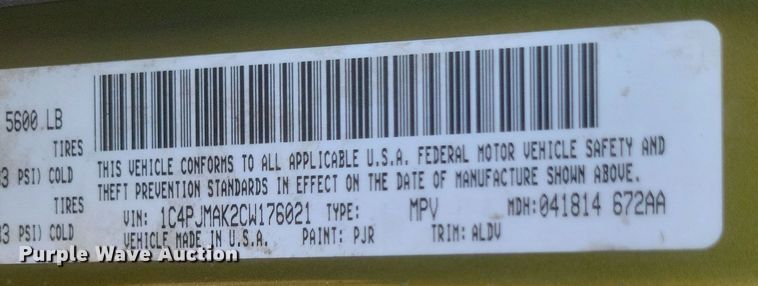 5600 LB
TIRES
THIS VEHICLE CONFORMS TO ALL APPLICABLE U.S.A. FEDERAL MOTOR VEHICLE SAFETY AND
3 PSI) COLD
THEFT PREVENTION STANDARDS IN EFFECT ON THE DATE OF MANUFACTURE SHOWN ABOVE.
TIRES
VIN: 1C4PJMAK2CW176021 TYPE: MPV MDH: 041814 672AA
3 PSI) COLD
VEHICLE MADE IN U.S.A. PAINT: PJR TRIM: ALDV
Purple Wave Auction